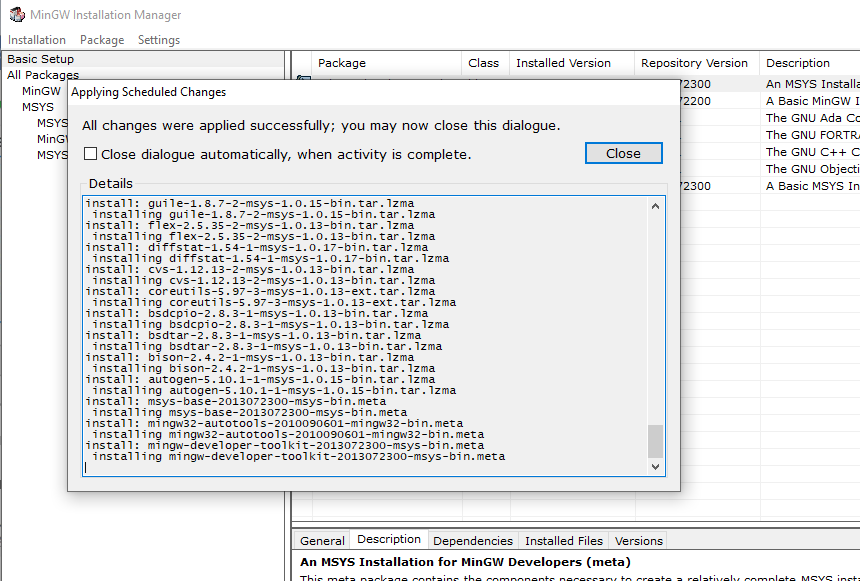 MinGW Installation Manager
Installation Package Settings
Basic Setup
All Packages
MinGW
MSYS
MSYS
MinGW
MSYS
Package Class Installed Version Repository Version Description
72300 An MSYS Installa
72200 A Basic MinGW I
The GNU Ada Co
The GNU FORTRA
The GNU C++ C
The GNU Objecti
72300 A Basic MSYS In
Applying Scheduled Changes
All changes were applied successfully; you may now close this dialogue.
Close dialogue automatically, when activity is complete.
Close
Details
install: guile-1.8.7-2-msys-1.0.15-bin.tar.lzma
installing guile-1.8.7-2-msys-1.0.15-bin.tar.lzma
install: flex-2.5.35-2-msys-1.0.13-bin.tar.lzma
installing flex-2.5.35-2-msys-1.0.13-bin.tar.lzma
install: diffstat-1.54-1-msys-1.0.17-bin.tar.lzma
installing diffstat-1.54-1-msys-1.0.17-bin.tar.lzma
install: cvs-1.12.13-2-msys-1.0.13-bin.tar.lzma
installing cvs-1.12.13-2-msys-1.0.13-bin.tar.lzma
install: coreutils-5.97-3-msys-1.0.13-ext.tar.lzma
installing coreutils-5.97-3-msys-1.0.13-ext.tar.lzma
install: bsdcpio-2.8.3-1-msys-1.0.13-bin.tar.lzma
installing bsdcpio-2.8.3-1-msys-1.0.13-bin.tar.lzma
install: bsdtar-2.8.3-1-msys-1.0.13-bin.tar.lzma
installing bsdtar-2.8.3-1-msys-1.0.13-bin.tar.lzma
install: bison-2.4.2-1-msys-1.0.13-bin.tar.lzma
installing bison-2.4.2-1-msys-1.0.13-bin.tar.lzma
install: autogen-5.10.1-1-msys-1.0.15-bin.tar.lzma
installing autogen-5.10.1-1-msys-1.0.15-bin.tar.lzma
install: msys-base-2013072300-msys-bin.meta
installing msys-base-2013072300-msys-bin.meta
install: mingw32-autotools-2010090601-mingw32-bin.meta
installing mingw32-autotools-2010090601-mingw32-bin.meta
install: mingw-developer-toolkit-2013072300-msys-bin.meta
installing mingw-developer-toolkit-2013072300-msys-bin.meta
General Description Dependencies Installed Files Versions
An MSYS Installation for MinGW Developers (meta)
This meta package contains the components necessary to create a relatively complete MSYS insta